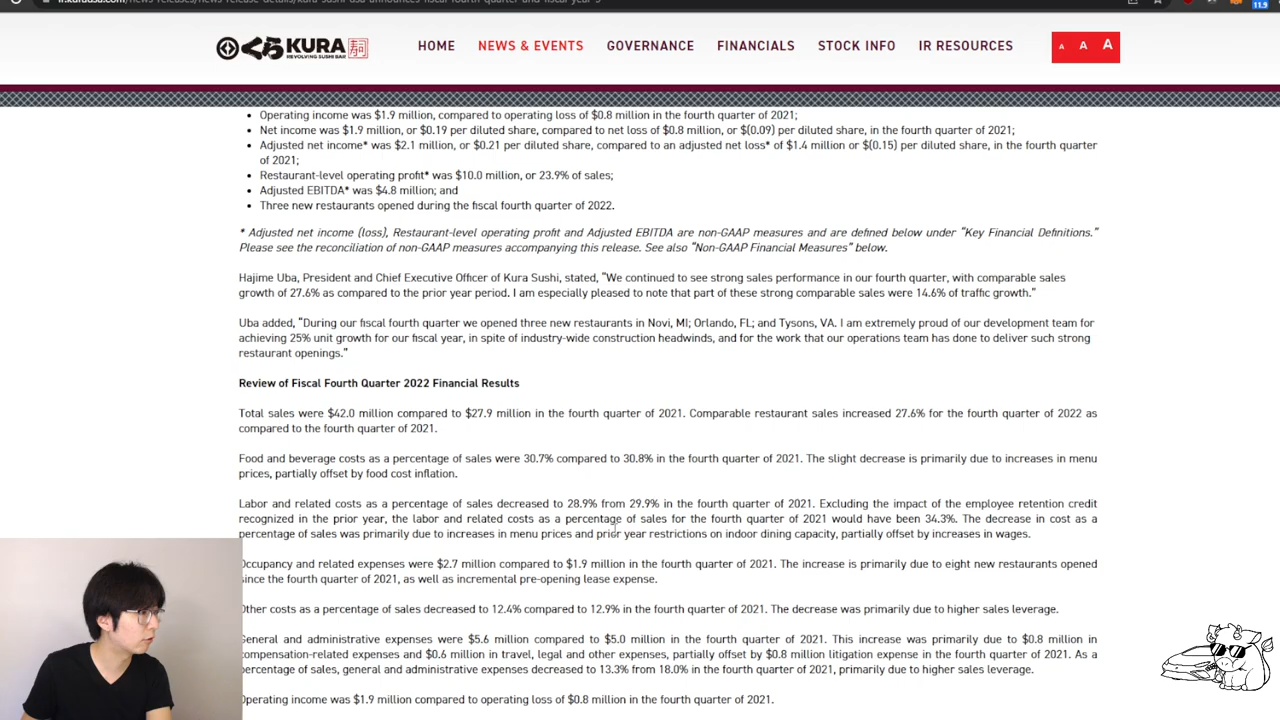 ir.kurausa.com/news-releases/news-release-details/kura-sushi-usa-announces-fiscal-fourth-quarter-and-fiscal-year-3
11.9
くら KURA 寿司
REVOLVING SUSHI BAR
HOME NEWS & EVENTS GOVERNANCE FINANCIALS STOCK INFO IR RESOURCES A A A
• Operating income was $1.9 million, compared to operating loss of $0.8 million in the fourth quarter of 2021;
• Net income was $1.9 million, or $0.19 per diluted share, compared to net loss of $0.8 million, or $(0.09) per diluted share, in the fourth quarter of 2021;
• Adjusted net income* was $2.1 million, or $0.21 per diluted share, compared to an adjusted net loss* of $1.4 million or $(0.15) per diluted share, in the fourth quarter
of 2021;
• Restaurant-level operating profit* was $10.0 million, or 23.9% of sales;
• Adjusted EBITDA* was $4.8 million; and
• Three new restaurants opened during the fiscal fourth quarter of 2022.
* Adjusted net income (loss), Restaurant-level operating profit and Adjusted EBITDA are non-GAAP measures and are defined below under “Key Financial Definitions.”
Please see the reconciliation of non-GAAP measures accompanying this release. See also “Non-GAAP Financial Measures” below.
Hajime Uba, President and Chief Executive Officer of Kura Sushi, stated, “We continued to see strong sales performance in our fourth quarter, with comparable sales
growth of 27.6% as compared to the prior year period. I am especially pleased to note that part of these strong comparable sales were 14.6% of traffic growth.”
Uba added, “During our fiscal fourth quarter we opened three new restaurants in Novi, MI; Orlando, FL; and Tysons, VA. I am extremely proud of our development team for
achieving 25% unit growth for our fiscal year, in spite of industry-wide construction headwinds, and for the work that our operations team has done to deliver such strong
restaurant openings.”
Review of Fiscal Fourth Quarter 2022 Financial Results
Total sales were $42.0 million compared to $27.9 million in the fourth quarter of 2021. Comparable restaurant sales increased 27.6% for the fourth quarter of 2022 as
compared to the fourth quarter of 2021.
Food and beverage costs as a percentage of sales were 30.7% compared to 30.8% in the fourth quarter of 2021. The slight decrease is primarily due to increases in menu
prices, partially offset by food cost inflation.
Labor and related costs as a percentage of sales decreased to 28.9% from 29.9% in the fourth quarter of 2021. Excluding the impact of the employee retention credit
recognized in the prior year, the labor and related costs as a percentage of sales for the fourth quarter of 2021 would have been 34.3%. The decrease in cost as a
percentage of sales was primarily due to increases in menu prices and prior year restrictions on indoor dining capacity, partially offset by increases in wages.
Occupancy and related expenses were $2.7 million compared to $1.9 million in the fourth quarter of 2021. The increase is primarily due to eight new restaurants opened
since the fourth quarter of 2021, as well as incremental pre-opening lease expense.
Other costs as a percentage of sales decreased to 12.4% compared to 12.9% in the fourth quarter of 2021. The decrease was primarily due to higher sales leverage.
General and administrative expenses were $5.6 million compared to $5.0 million in the fourth quarter of 2021. This increase was primarily due to $0.8 million in
compensation-related expenses and $0.6 million in travel, legal and other expenses, partially offset by $0.8 million litigation expense in the fourth quarter of 2021. As a
percentage of sales, general and administrative expenses decreased to 13.3% from 18.0% in the fourth quarter of 2021, primarily due to higher sales leverage.
Operating income was $1.9 million compared to operating loss of $0.8 million in the fourth quarter of 2021.